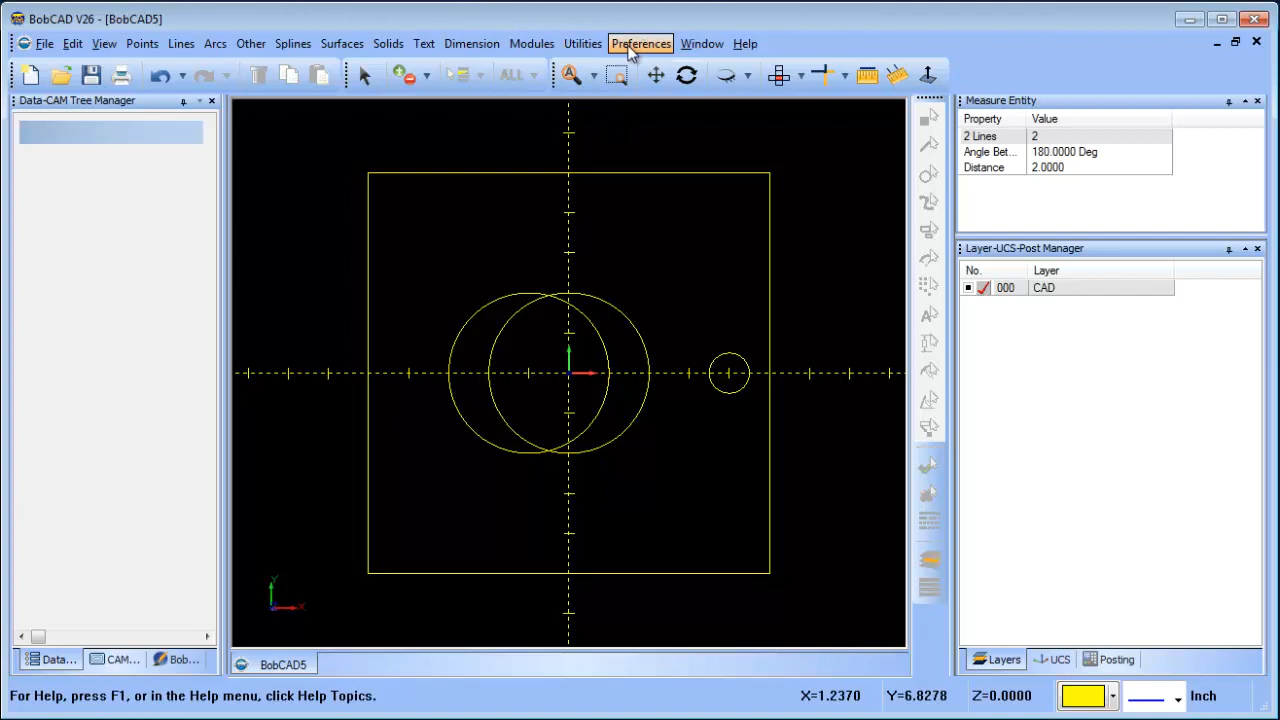 BobCAD V26 - [BobCAD5]
File Edit View Points Lines Arcs Other Splines Surfaces Solids Text Dimension Modules Utilities Preferences Window Help
ALL
Data-CAM Tree Manager
Measure Entity
Property Value
2 Lines 2
Angle Bet... 180.0000 Deg
Distance 2.0000
Layer-UCS-Post Manager
No. Layer
000 CAD
Y
X
Data... CAM... Bob...
BobCAD5
Layers UCS Posting
For Help, press F1, or in the Help menu, click Help Topics.
X=1.2370 Y=6.8278 Z=0.0000 Inch